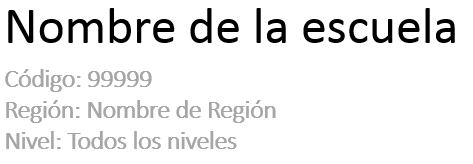 Nombre de la escuela
Código: 99999
Región: Nombre de Región
Nivel: Todos los niveles